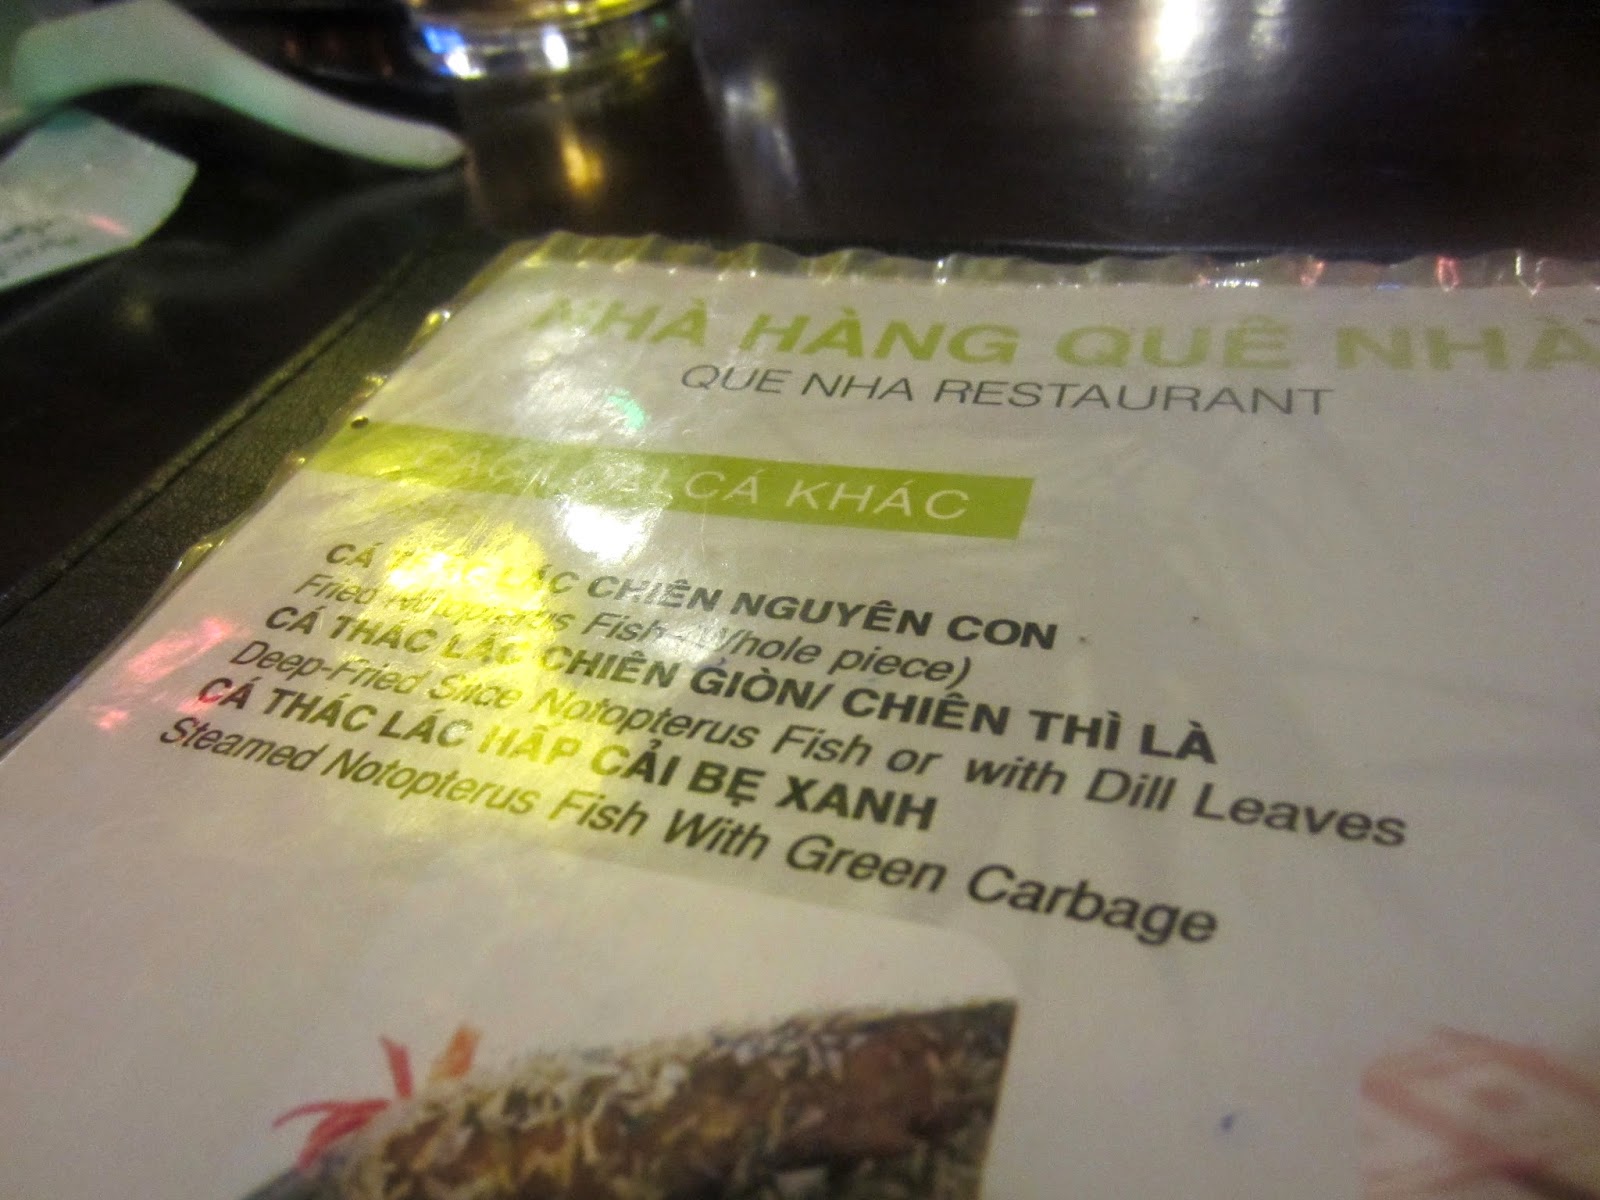 NHÀ HÀNG QUÊ NHÀ
QUE NHA RESTAURANT
CÁC LOẠI CÁ KHÁC
CÁ THÁC LÁC CHIÊN NGUYÊN CON
Fried Notopterus Fish (Whole piece)
CÁ THÁC LÁC CHIÊN GIÒN/ CHIÊN THÌ LÀ
Deep-Fried Slice Notopterus Fish or with Dill Leaves
CÁ THÁC LÁC HẤP CẢI BẸ XANH
Steamed Notopterus Fish With Green Carbage